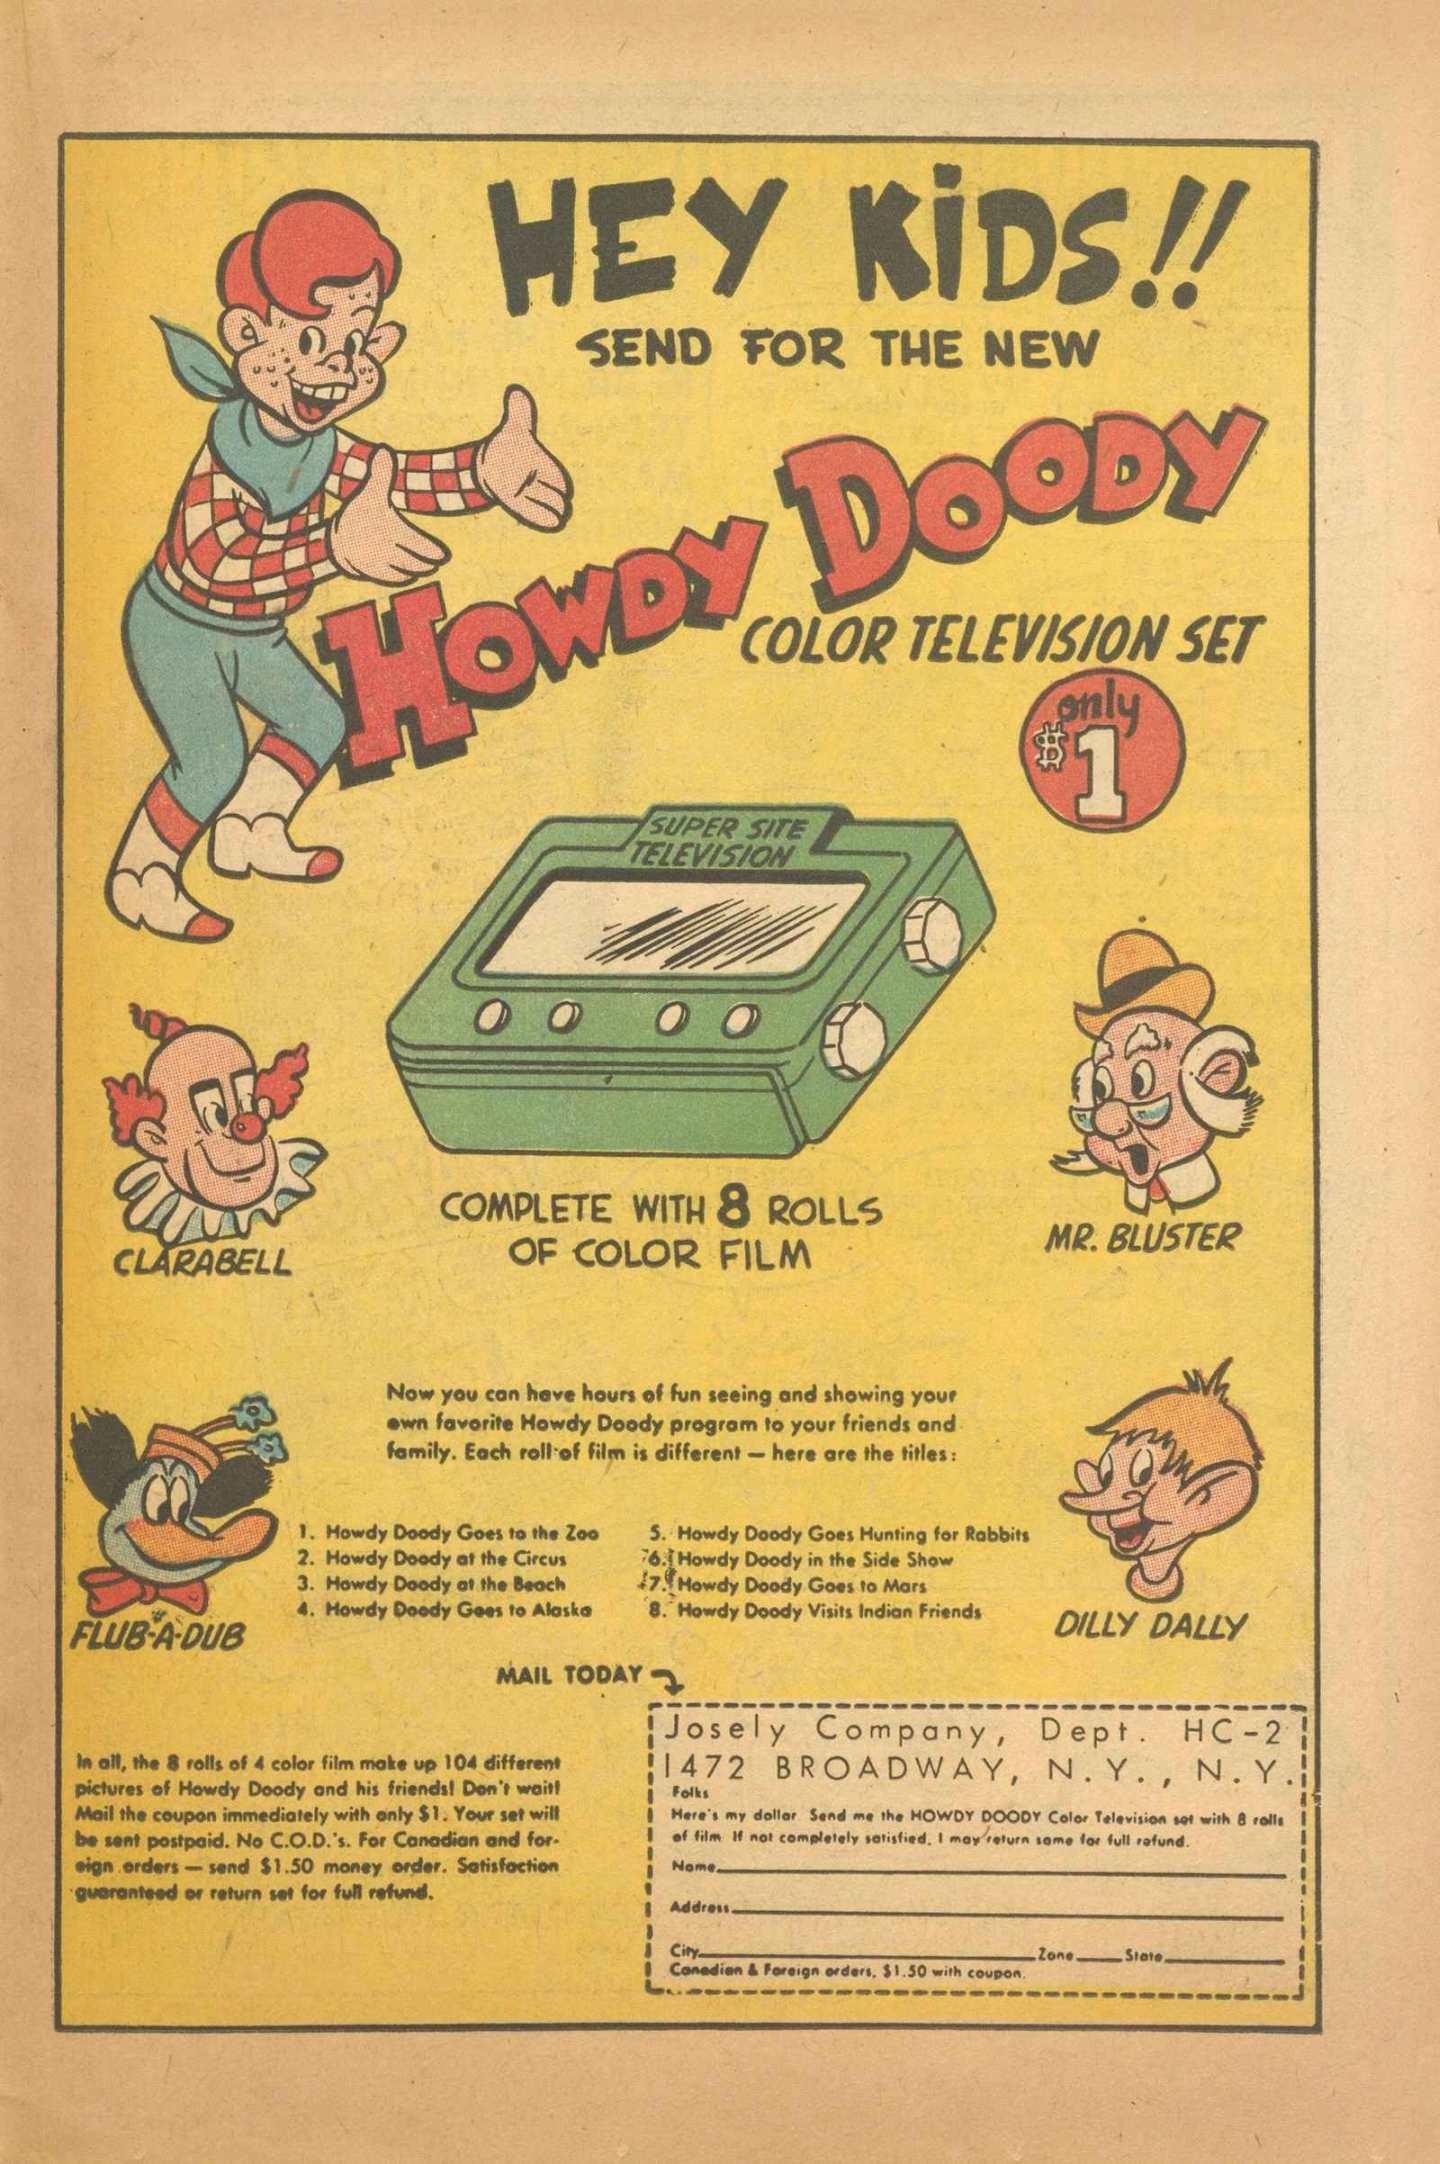 HEY KiDS!!
SEND FOR THE NEW
HOWDY DOODY
COLOR TELEVISION SET
only
$1
SUPER SITE
TELEVISION
CLARABELL
COMPLETE WITH 8 ROLLS
OF COLOR FILM
MR. BLUSTER
Now you can have hours of fun seeing and showing your
own favorite Howdy Doody program to your friends and
family. Each roll of film is different — here are the titles:
1. Howdy Doody Goes to the Zoo
2. Howdy Doody at the Circus
3. Howdy Doody at the Beach
4. Howdy Doody Goes to Alaska
5. Howdy Doody Goes Hunting for Rabbits
6. Howdy Doody in the Side Show
7. Howdy Doody Goes to Mars
8. Howdy Doody Visits Indian Friends
FLUB-A-DUB
DILLY DALLY
MAIL TODAY
In all, the 8 rolls of 4 color film make up 104 different
pictures of Howdy Doody and his friends! Don't wait!
Mail the coupon immediately with only $1. Your set will
be sent postpaid. No C.O.D.'s. For Canadian and for-
eign orders — send $1.50 money order. Satisfaction
guaranteed or return set for full refund.
Josely Company, Dept. HC-2
1472 BROADWAY, N.Y., N.Y.
Folks
Here's my dollar. Send me the HOWDY DOODY Color Television set with 8 rolls
of film. If not completely satisfied, I may return same for full refund.
Name
Address
City Zone State
Canadian & Foreign orders, $1.50 with coupon.